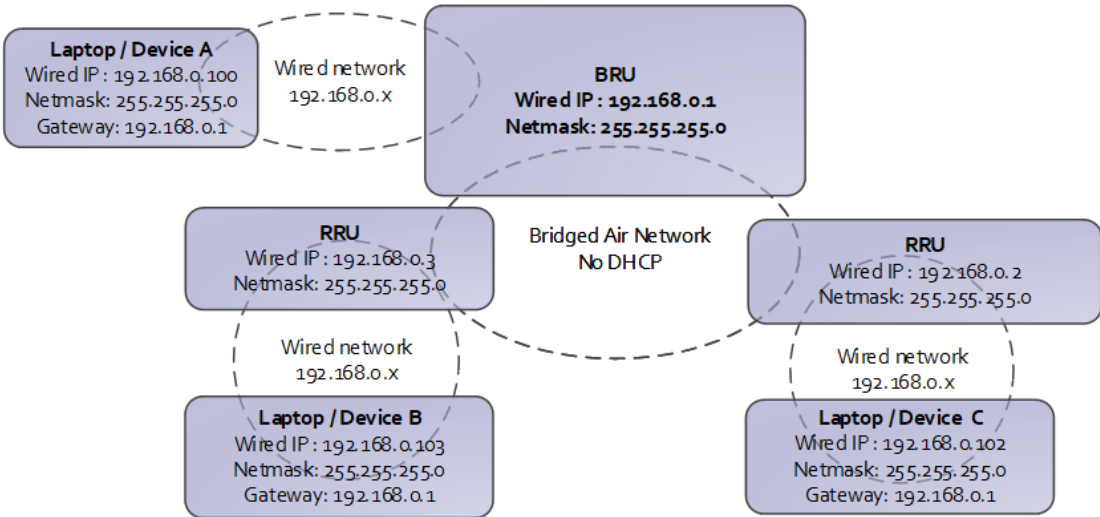 Laptop / Device A
Wired IP : 192.168.0.100
Netmask: 255.255.255.0
Gateway: 192.168.0.1
Wired network
192.168.0.x
BRU
Wired IP : 192.168.0.1
Netmask: 255.255.255.0
RRU
Wired IP : 192.168.0.3
Netmask: 255.255.255.0
Bridged Air Network
No DHCP
RRU
Wired IP : 192.168.0.2
Netmask: 255.255.255.0
Wired network
192.168.0.x
Wired network
192.168.0.x
Laptop / Device B
Wired IP : 192.168.0.103
Netmask: 255.255.255.0
Gateway: 192.168.0.1
Laptop / Device C
Wired IP : 192.168.0.102
Netmask: 255.255.255.0
Gateway: 192.168.0.1